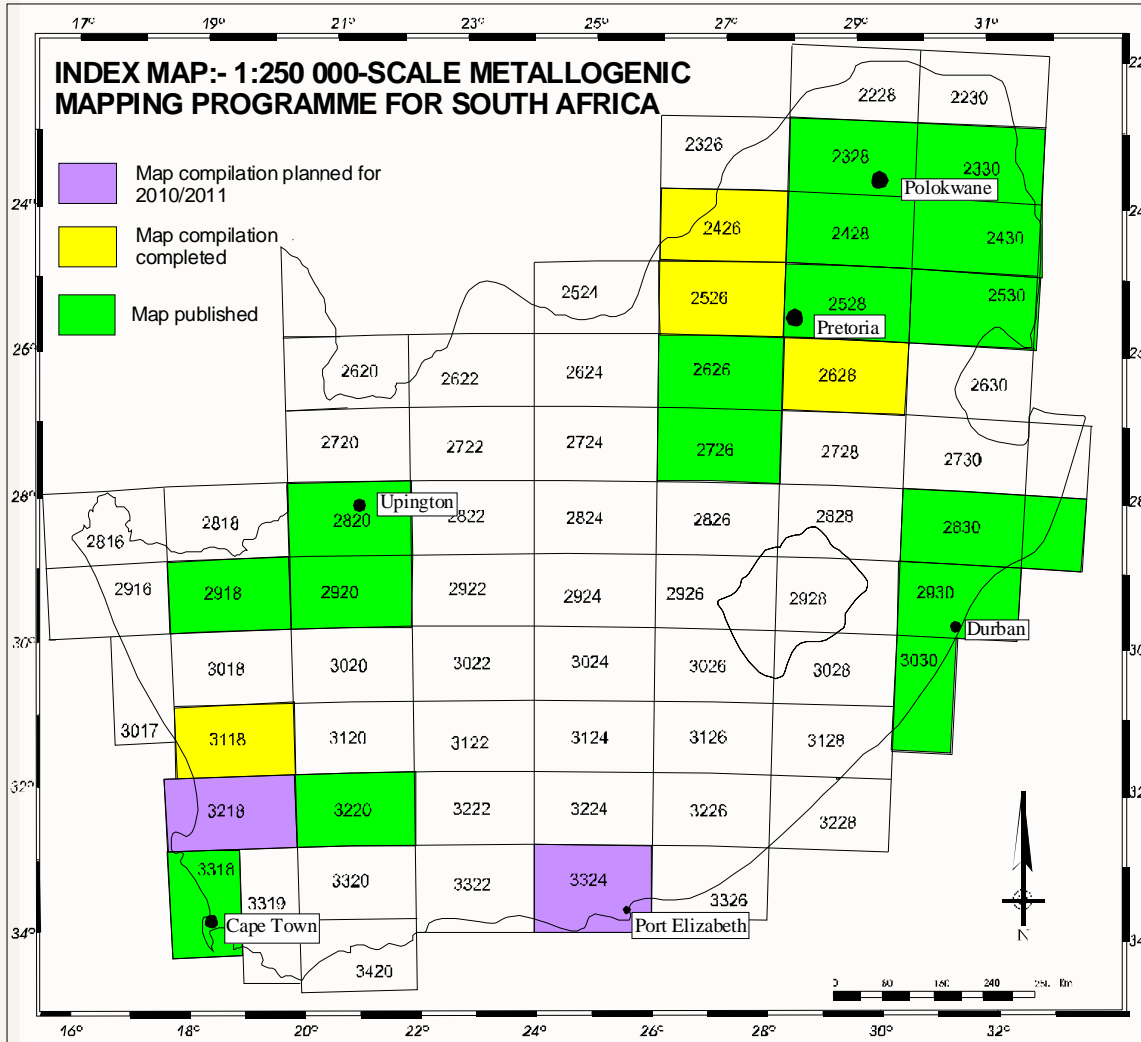 17° 19° 21° 23° 25° 27° 29° 31°
INDEX MAP:- 1:250 000-SCALE METALLOGENIC
MAPPING PROGRAMME FOR SOUTH AFRICA
Map compilation planned for
2010/2011
Map compilation
completed
Map published
2228 2230
2326 2328 2330
Polokwane
24°
2426 2428 2430
2524 2526 2528 2530
Pretoria
26°
2620 2622 2624 2626 2628 2630
2720 2722 2724 2726 2728 2730
28°
Upington
2816 2818 2820 2822 2824 2826 2828 2830
2916 2918 2920 2922 2924 2926 2928 2930
Durban
30°
30°
3018 3020 3022 3024 3026 3028 3030
3017 3118 3120 3122 3124 3126 3128
32°
32°
3218 3220 3222 3224 3226 3228
3318 3319 3320 3322 3324 3326
Cape Town
Port Elizabeth
34°
3420
N
0 80 160 240 Km
16° 18° 20° 22° 24° 26° 28° 30° 32°